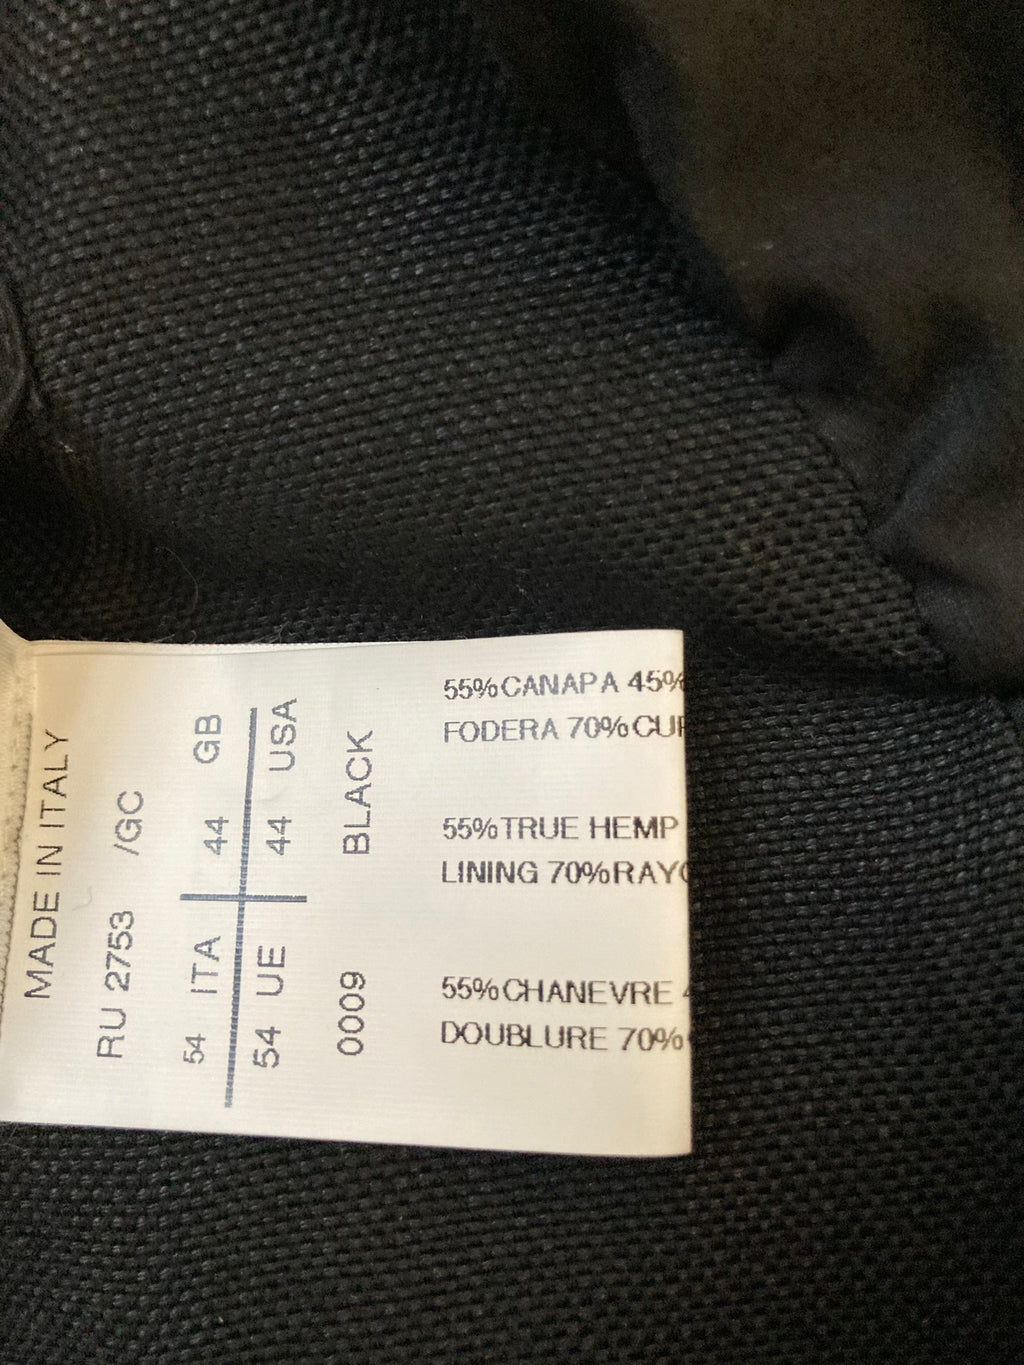 MADE IN ITALY
RU 2753 /GC
54 ITA 44 GB
54 UE 44 USA
0009 BLACK
55%CANAPA 45%
FODERA 70%
55%TRUE HEMP
LINING 70%
55%CHANEVRE
DOUBLURE 70%